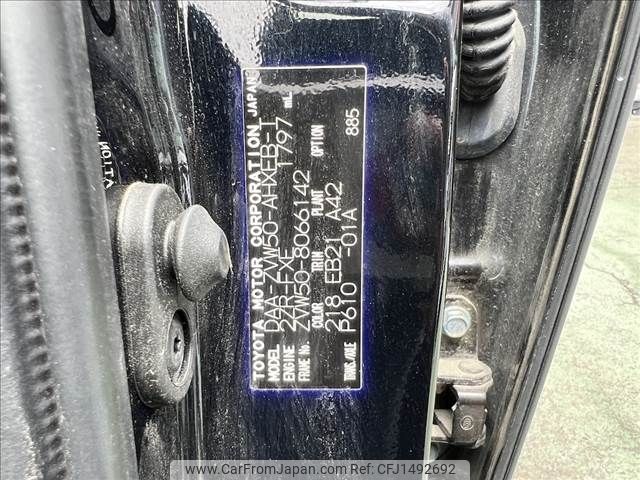 TOYOTA MOTOR CORPORATION JAPAN
MODEL DAA-ZVW50-AHXEB-1
ENGINE 2ZR-FXE 1797 mL
FRAME No. ZVW50-8066142
COLOR TRIM PLANT OPTION
218 EB21 A42
TRANS./AXLE P610 -01A 885
www.CarFromJapan.com - CFJ1492692